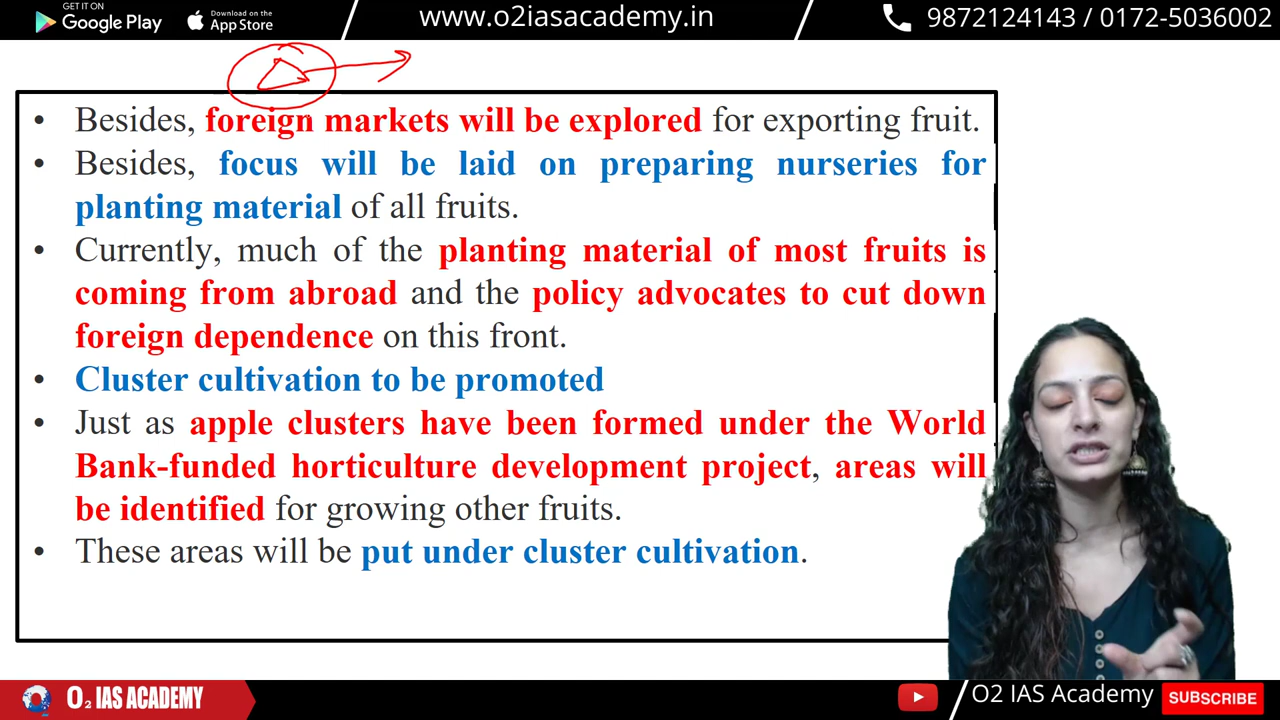 GET IT ON
Google Play
Download on the
App Store
www.o2iasacademy.in
9872124143 / 0172-5036002
• Besides, foreign markets will be explored for exporting fruit.
• Besides, focus will be laid on preparing nurseries for
planting material of all fruits.
• Currently, much of the planting material of most fruits is
coming from abroad and the policy advocates to cut down
foreign dependence on this front.
• Cluster cultivation to be promoted
• Just as apple clusters have been formed under the World
Bank-funded horticulture development project, areas will
be identified for growing other fruits.
• These areas will be put under cluster cultivation.
O₂ IAS ACADEMY
O2 IAS Academy
SUBSCRIBE